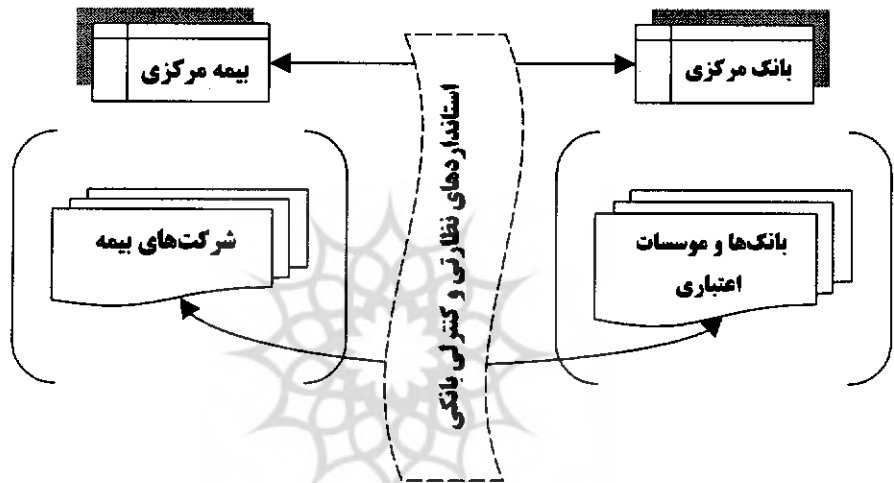 بانک مرکزی
بیمه مرکزی
استانداردهای نظارتی و کنترلی بانکی
بانک‌ها و موسسات
اعتباری
شرکت‌های بیمه